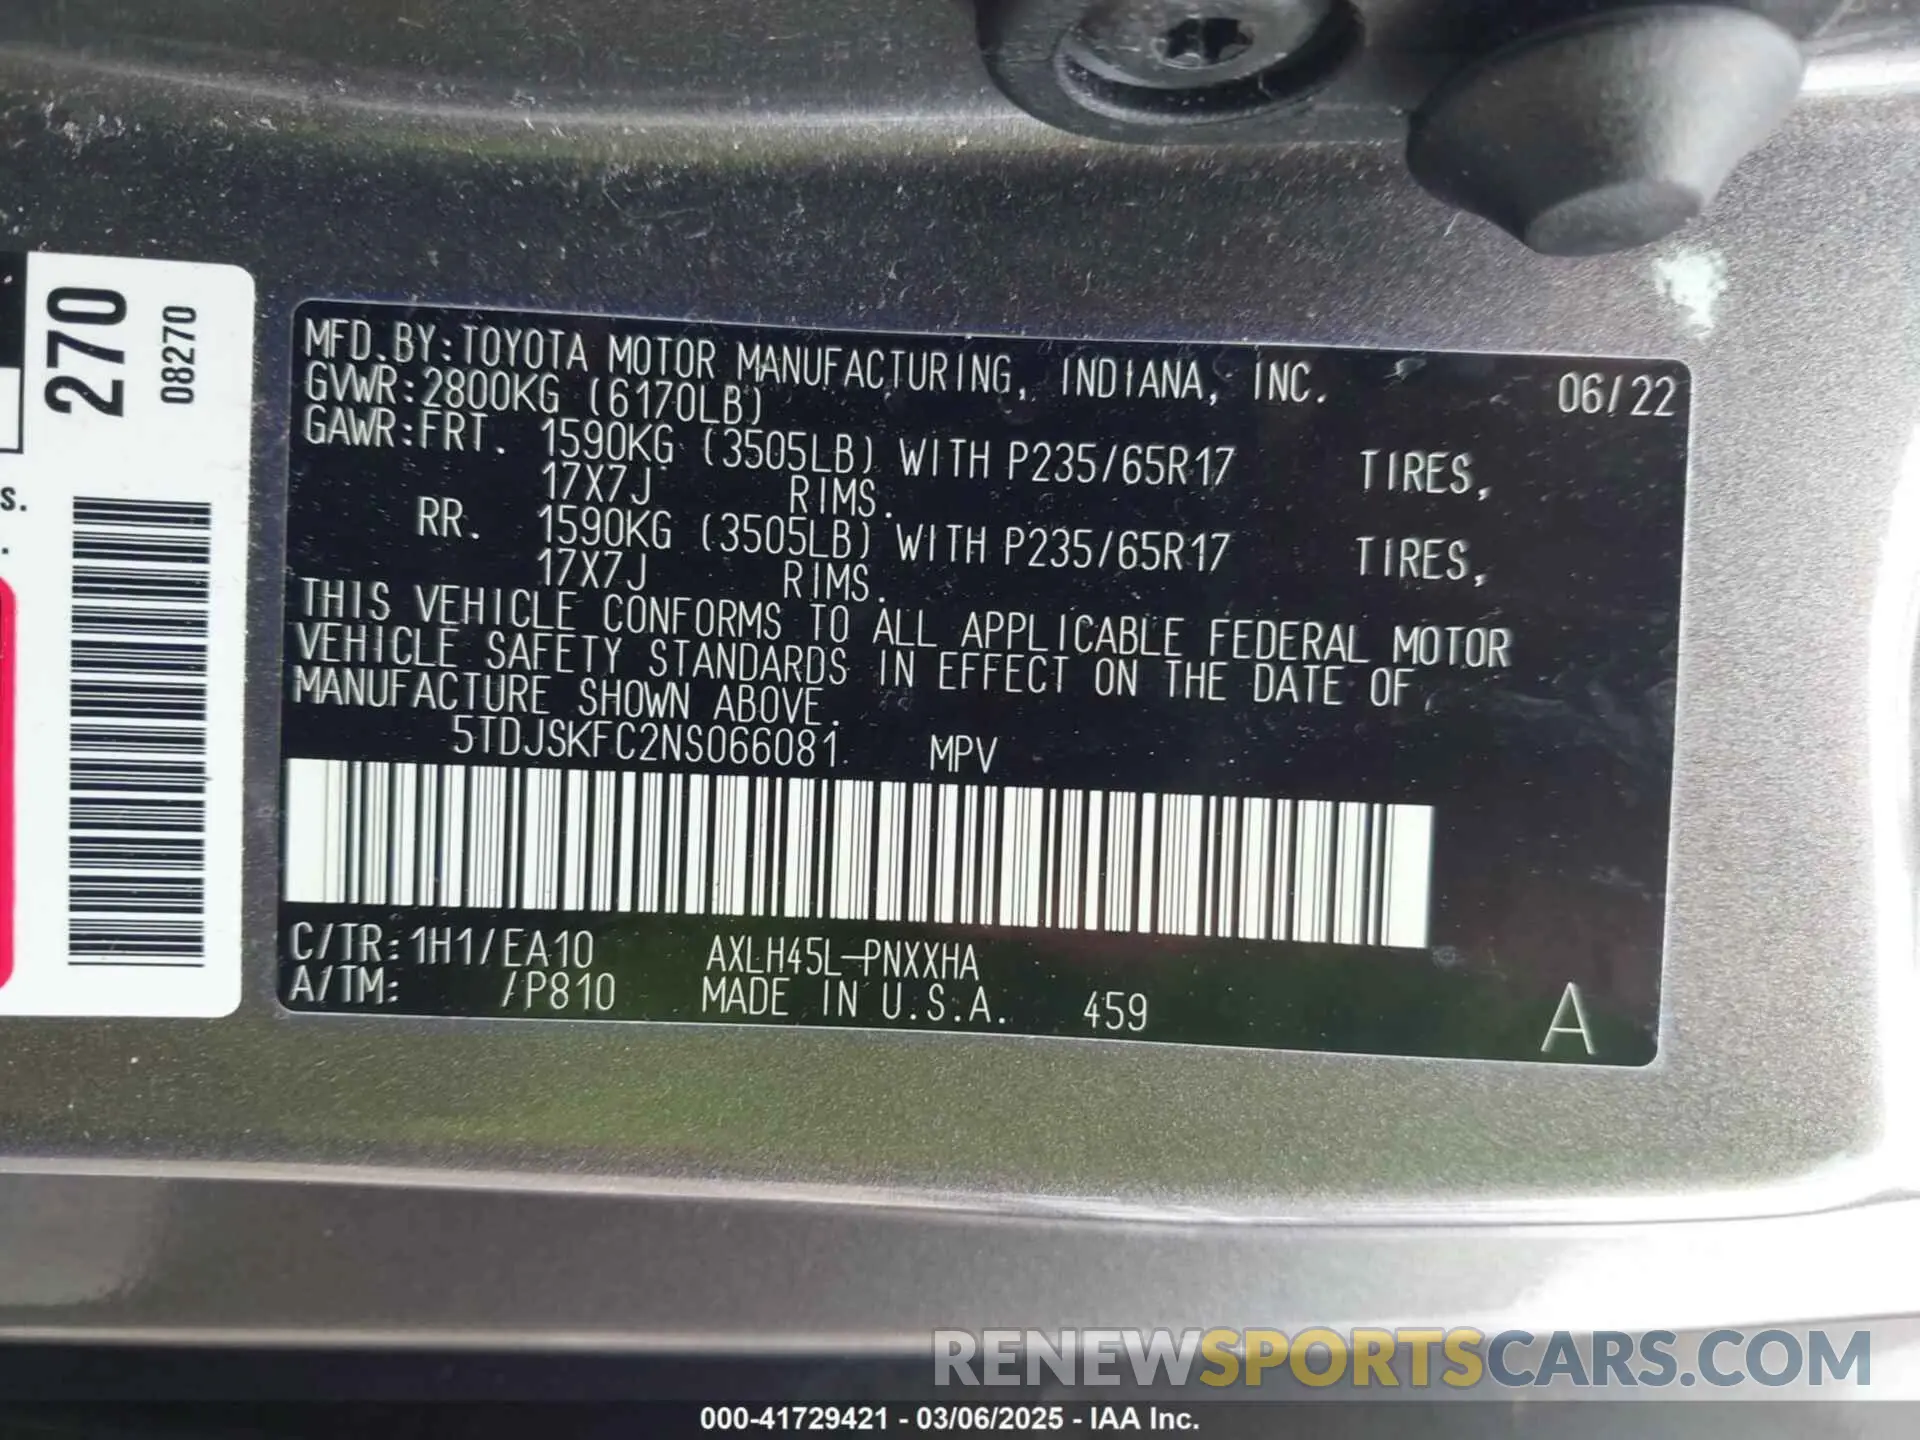 270
08270
s.
.
MFD.BY:TOYOTA MOTOR MANUFACTURING, INDIANA, INC. 06/22
GVWR:2800KG (6170LB)
GAWR:FRT. 1590KG (3505LB) WITH P235/65R17 TIRES,
17X7J RIMS.
RR. 1590KG (3505LB) WITH P235/65R17 TIRES,
17X7J RIMS.
THIS VEHICLE CONFORMS TO ALL APPLICABLE FEDERAL MOTOR
VEHICLE SAFETY STANDARDS IN EFFECT ON THE DATE OF
MANUFACTURE SHOWN ABOVE.
5TDJSKFC2NS066081 MPV
C/TR:1H1/EA10 AXLH45L-PNXXHA
A/TM: /P810 MADE IN U.S.A. 459 A
RENEWSPORTSCARS.COM
000-41729421 - 03/06/2025 - IAA Inc.